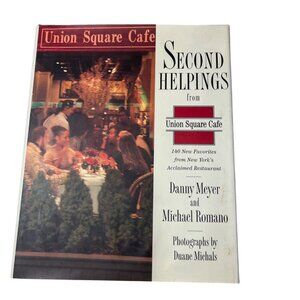 Union Square Cafe
SECOND
HELPINGS
from
Union Square Cafe
140 New Favorites
from New York's
Acclaimed Restaurant
Danny Meyer
and
Michael Romano
Photographs by
Duane Michals